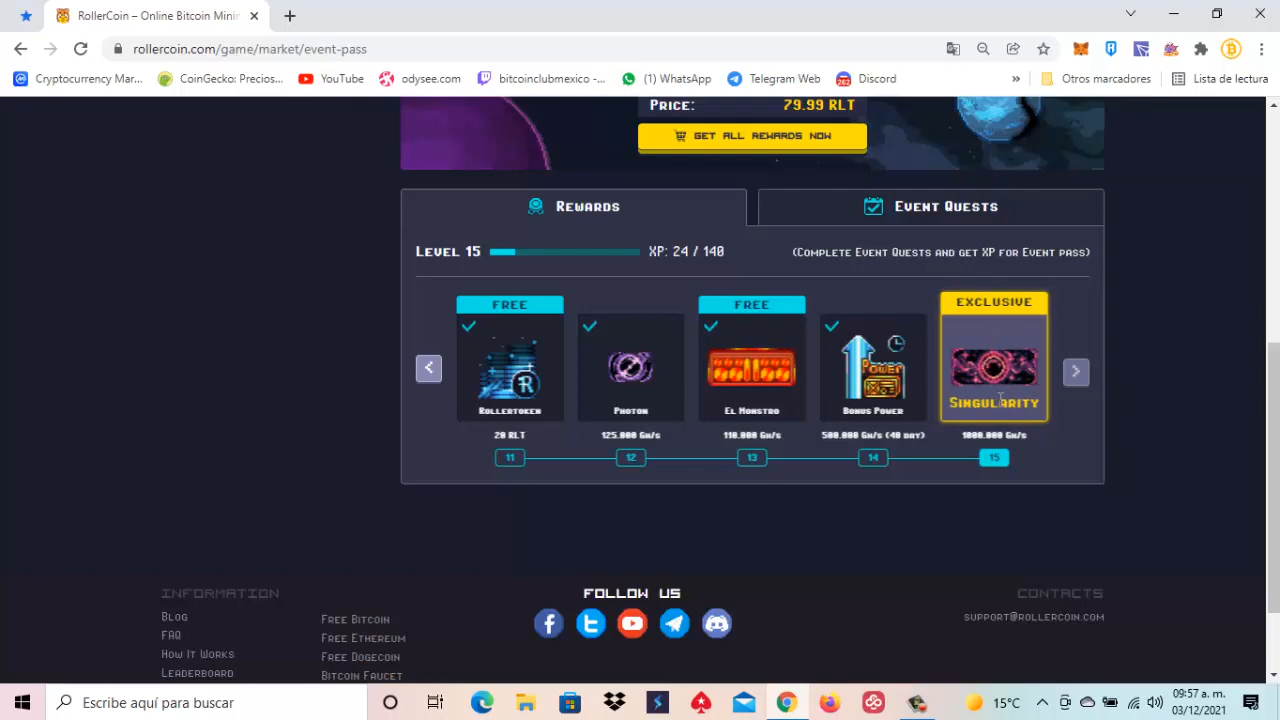 RollerCoin – Online Bitcoin Mini
rollercoin.com/game/market/event-pass
Cryptocurrency Mar... CoinGecko: Precios... YouTube odysee.com bitcoinclubmexico -... (1) WhatsApp Telegram Web 262 Discord » Otros marcadores Lista de lectura
PRICE: 79.99 RLT
GET ALL REWARDS NOW
REWARDS EVENT QUESTS
LEVEL 15 XP: 24 / 140 (COMPLETE EVENT QUESTS AND GET XP FOR EVENT PASS)
FREE FREE EXCLUSIVE
POWER
ROLLERTOKEN PHOTON EL MONSTRO BONUS POWER SINGULARITY
20 RLT 125.000 GH/S 110.000 GH/S 500.000 GH/S (40 DAY) 1000.000 GH/S
11 12 13 14 15
INFORMATION FOLLOW US CONTACTS
BLOG FREE BITCOIN SUPPORT@ROLLERCOIN.COM
FAQ FREE ETHEREUM
HOW IT WORKS FREE DOGECOIN
LEADERBOARD BITCOIN FAUCET
Escribe aquí para buscar 15°C 09:57 a. m.
03/12/2021